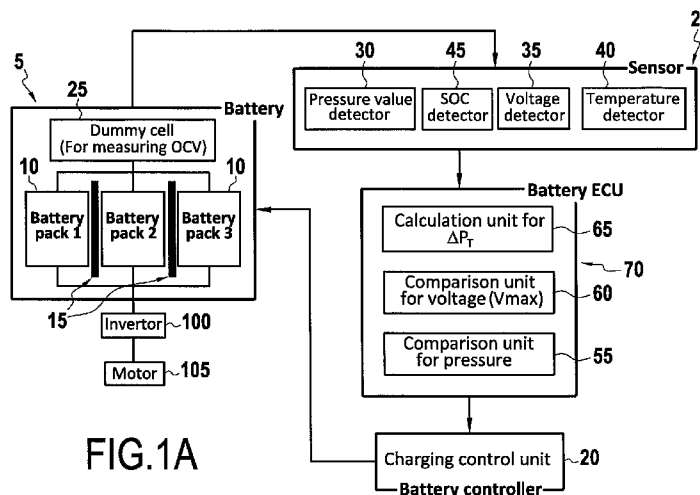 2
5
25
Battery
Dummy cell
(For measuring OCV)
10
10
Battery
pack 1
Battery
pack 2
Battery
pack 3
15
Invertor
100
Motor
105
30
45
35
40
Sensor
Pressure value
detector
SOC
detector
Voltage
detector
Temperature
detector
Battery ECU
Calculation unit for
ΔPT
65
70
Comparison unit
for voltage (Vmax)
60
Comparison unit
for pressure
55
Charging control unit
20
Battery controller
FIG.1A